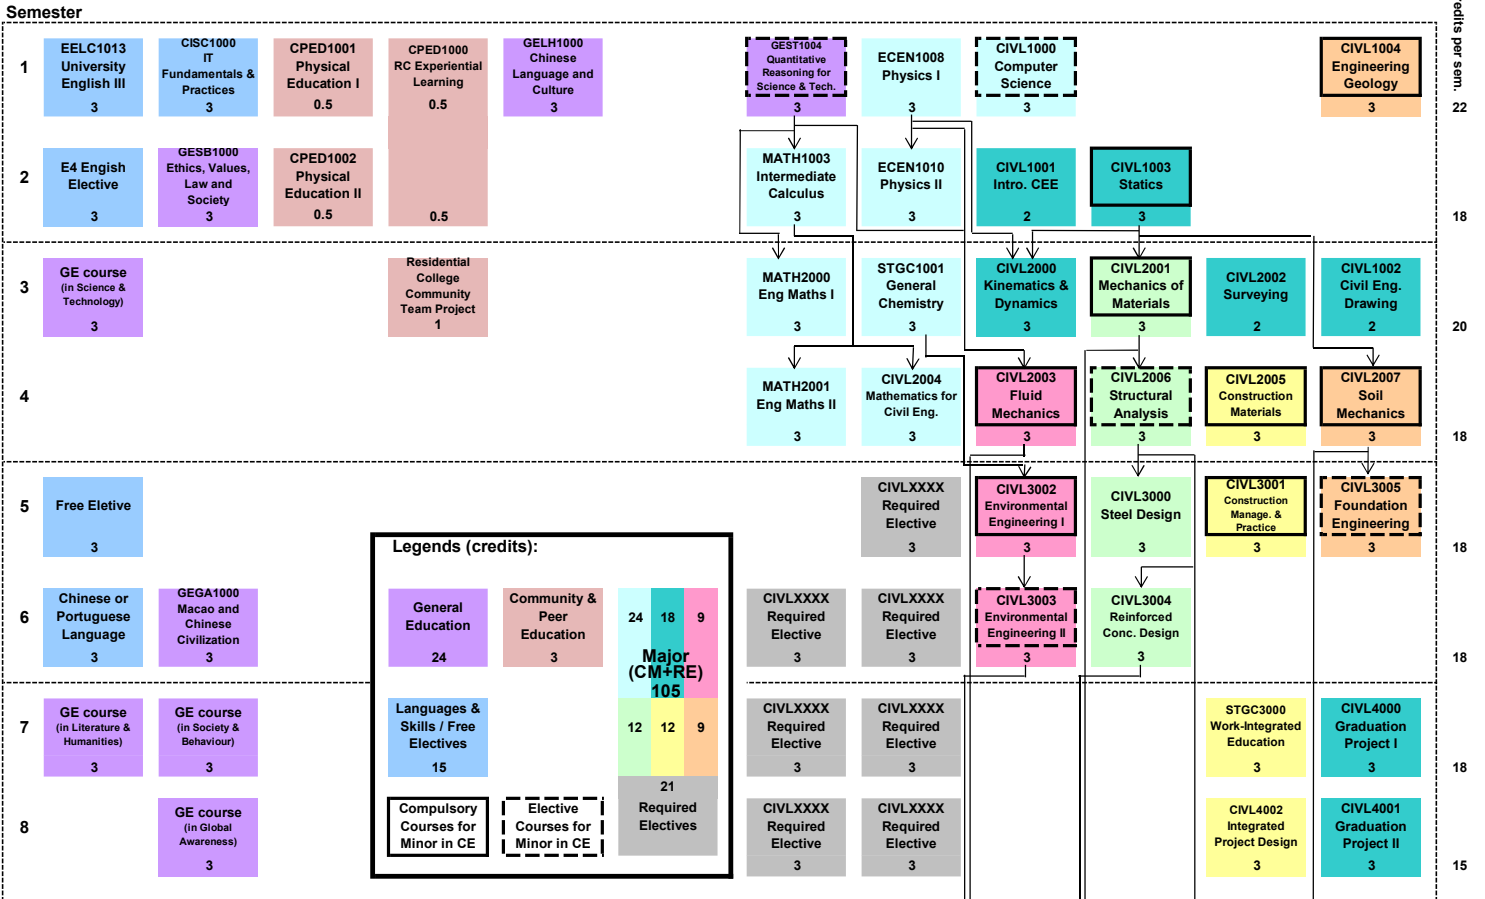 Semester
redits per sem.
1
EELC1013
University
English III
3
CISC1000
IT
Fundamentals &
Practices
3
CPED1001
Physical
Education I
0.5
CPED1000
RC Experiential
Learning
0.5
GELH1000
Chinese
Language and
Culture
3
GEST1004
Quantitative
Reasoning for
Science & Tech.
3
ECEN1008
Physics I
3
CIVL1000
Computer
Science
3
CIVL1004
Engineering
Geology
3
22
2
E4 Engish
Elective
3
GESB1000
Ethics, Values,
Law and
Society
3
CPED1002
Physical
Education II
0.5
0.5
MATH1003
Intermediate
Calculus
3
ECEN1010
Physics II
3
CIVL1001
Intro. CEE
2
CIVL1003
Statics
3
18
3
GE course
(in Science &
Technology)
3
Residential
College
Community
Team Project
1
MATH2000
Eng Maths I
3
STGC1001
General
Chemistry
3
CIVL2000
Kinematics &
Dynamics
3
CIVL2001
Mechanics of
Materials
3
CIVL2002
Surveying
2
CIVL1002
Civil Eng.
Drawing
2
20
4
MATH2001
Eng Maths II
3
CIVL2004
Mathematics for
Civil Eng.
3
CIVL2003
Fluid
Mechanics
3
CIVL2006
Structural
Analysis
3
CIVL2005
Construction
Materials
3
CIVL2007
Soil
Mechanics
3
18
5
Free Eletive
3
CIVLXXXX
Required
Elective
3
CIVL3002
Environmental
Engineering I
3
CIVL3000
Steel Design
3
CIVL3001
Construction
Manage. &
Practice
3
CIVL3005
Foundation
Engineering
3
18
6
Chinese or
Portuguese
Language
3
GEGA1000
Macao and
Chinese
Civilization
3
CIVLXXXX
Required
Elective
3
CIVLXXXX
Required
Elective
3
CIVL3003
Environmental
Engineering II
3
CIVL3004
Reinforced
Conc. Design
3
18
7
GE course
(in Literature &
Humanities)
3
GE course
(in Society &
Behaviour)
3
CIVLXXXX
Required
Elective
3
CIVLXXXX
Required
Elective
3
STGC3000
Work-Integrated
Education
3
CIVL4000
Graduation
Project I
3
18
8
GE course
(in Global
Awareness)
3
CIVLXXXX
Required
Elective
3
CIVLXXXX
Required
Elective
3
CIVL4002
Integrated
Project Design
3
CIVL4001
Graduation
Project II
3
15
Legends (credits):
General
Education
24
Community &
Peer
Education
3
24 18 9
Major
(CM+RE)
105
12 12 9
Languages &
Skills / Free
Electives
15
21
Required
Electives
Compulsory
Courses for
Minor in CE
Elective
Courses for
Minor in CE